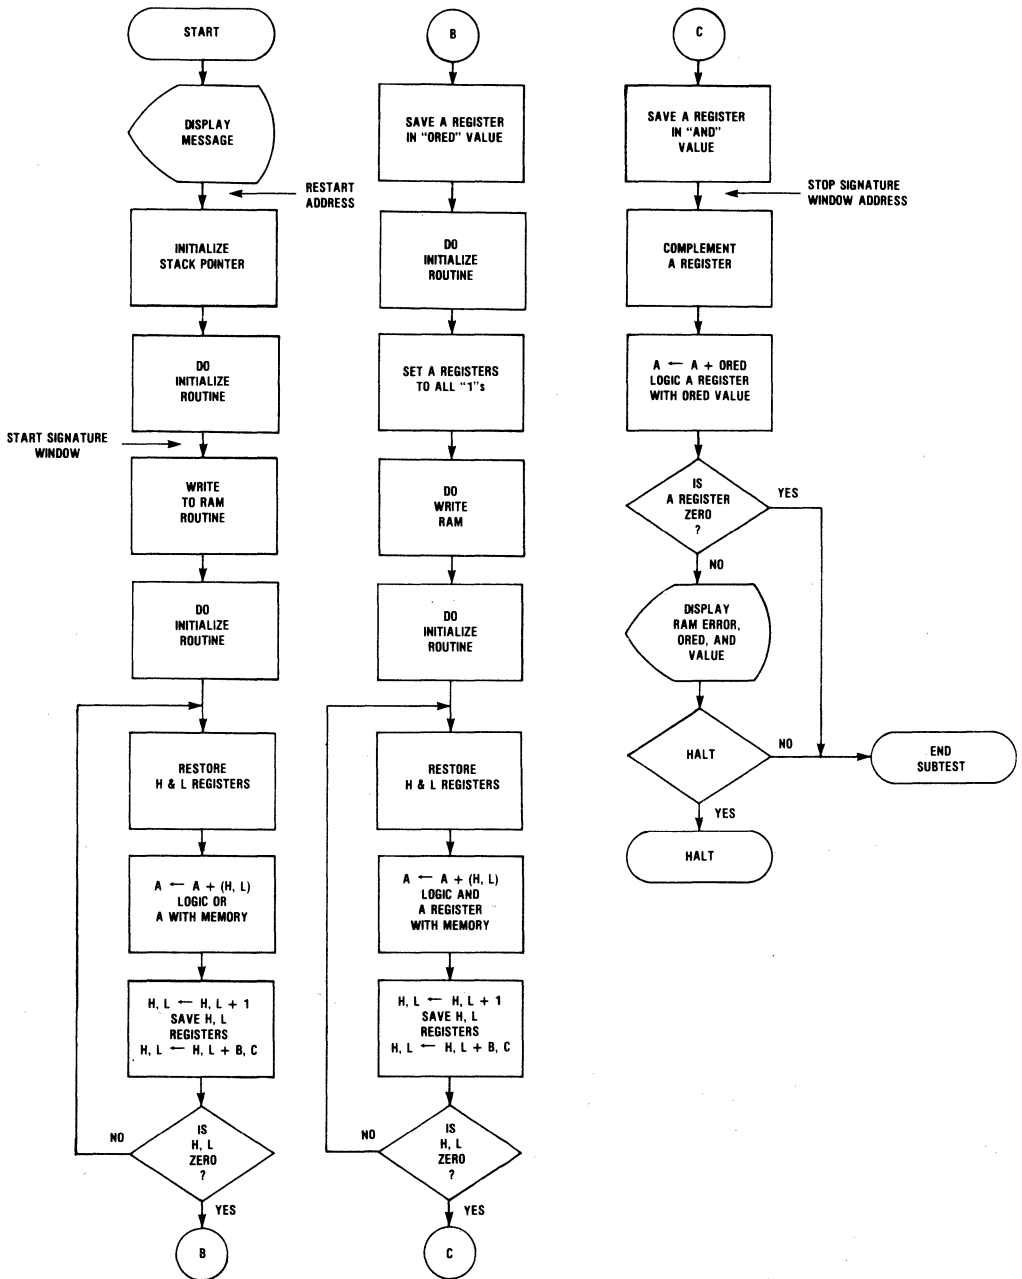 START
DISPLAY
MESSAGE
RESTART
ADDRESS
INITIALIZE
STACK POINTER
DO
INITIALIZE
ROUTINE
START SIGNATURE
WINDOW
WRITE
TO RAM
ROUTINE
DO
INITIALIZE
ROUTINE
RESTORE
H & L REGISTERS
A ← A + (H, L)
LOGIC OR
A WITH MEMORY
H, L ← H, L + 1
SAVE H, L
REGISTERS
H, L ← H, L + B, C
IS
H, L
ZERO
?
NO
YES
B
B
SAVE A REGISTER
IN "ORED" VALUE
DO
INITIALIZE
ROUTINE
SET A REGISTERS
TO ALL "1"s
DO
WRITE
RAM
DO
INITIALIZE
ROUTINE
RESTORE
H & L REGISTERS
A ← A + (H, L)
LOGIC AND
A REGISTER
WITH MEMORY
H, L ← H, L + 1
SAVE H, L
REGISTERS
H, L ← H, L + B, C
IS
H, L
ZERO
?
NO
YES
C
C
SAVE A REGISTER
IN "AND"
VALUE
STOP SIGNATURE
WINDOW ADDRESS
COMPLEMENT
A REGISTER
A ← A + ORED
LOGIC A REGISTER
WITH ORED VALUE
IS
A REGISTER
ZERO
?
YES
NO
DISPLAY
RAM ERROR,
ORED, AND
VALUE
HALT
NO
YES
END
SUBTEST
HALT